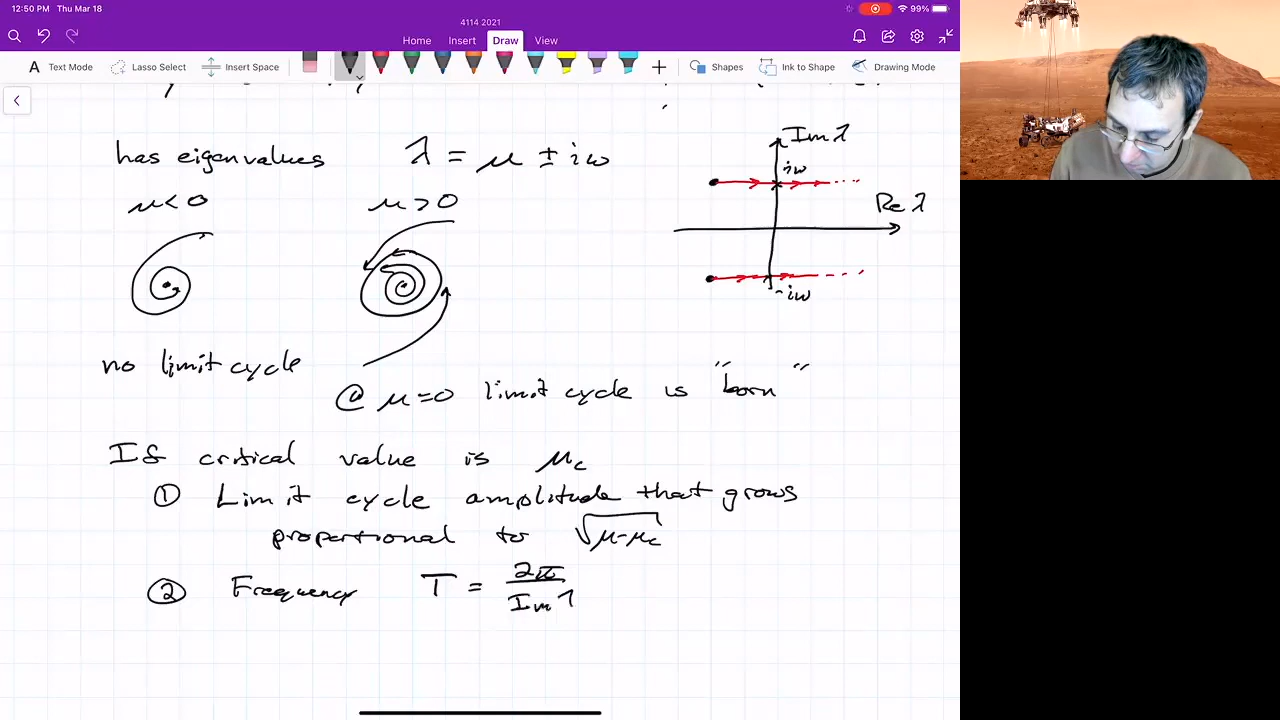 12:50 PM Thu Mar 18
99%
4114 2021
Home Insert Draw View
Text Mode Lasso Select Insert Space Shapes Ink to Shape Drawing Mode
has eigenvalues λ = μ ± iω
μ < 0 μ > 0
Im λ
iω
Re λ
-iω
no limit cycle
@ μ=0 limit cycle is "born"
If critical value is μc
① Limit cycle amplitude that grows
proportional to √μ-μc
② Frequency T = 2π / Im